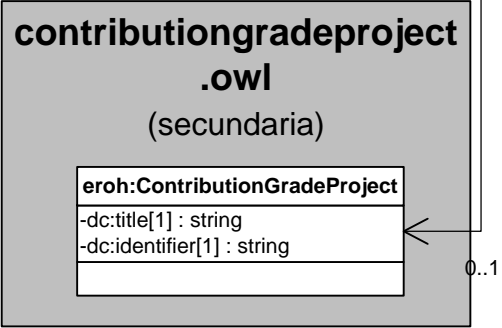 contributiongradeproject
.owl
(secundaria)
eroh:ContributionGradeProject
-dc:title[1] : string
-dc:identifier[1] : string
0..1